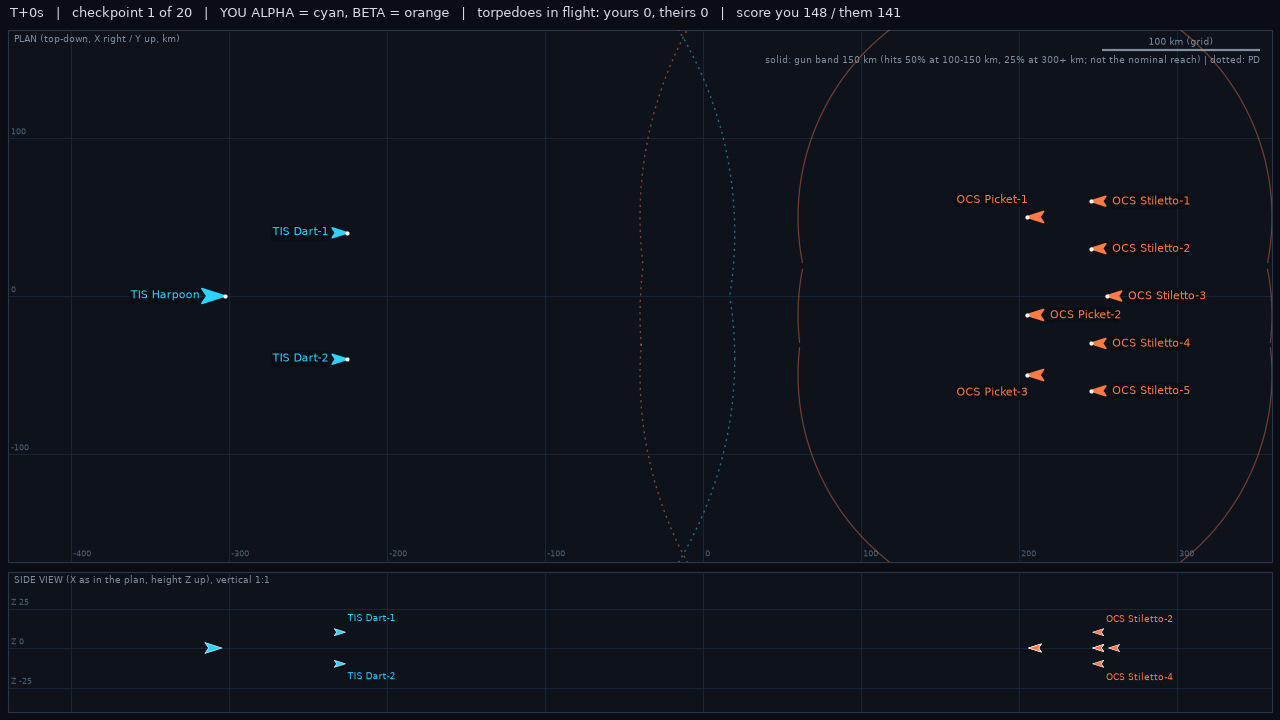 T+0s | checkpoint 1 of 20 | YOU ALPHA = cyan, BETA = orange | torpedoes in flight: yours 0, theirs 0 | score you 148 / them 141
PLAN (top-down, X right / Y up, km)
100 km (grid)
solid: gun band 150 km (hits 50% at 100-150 km, 25% at 300+ km; not the nominal reach) | dotted: PD
100
OCS Picket-1
OCS Stiletto-1
TIS Dart-1
OCS Stiletto-2
0
TIS Harpoon
OCS Stiletto-3
OCS Picket-2
OCS Stiletto-4
TIS Dart-2
OCS Picket-3
OCS Stiletto-5
-100
-400
-300
-200
-100
0
100
200
300
SIDE VIEW (X as in the plan, height Z up), vertical 1:1
Z 25
TIS Dart-1
OCS Stiletto-2
Z 0
TIS Dart-2
OCS Stiletto-4
Z -25